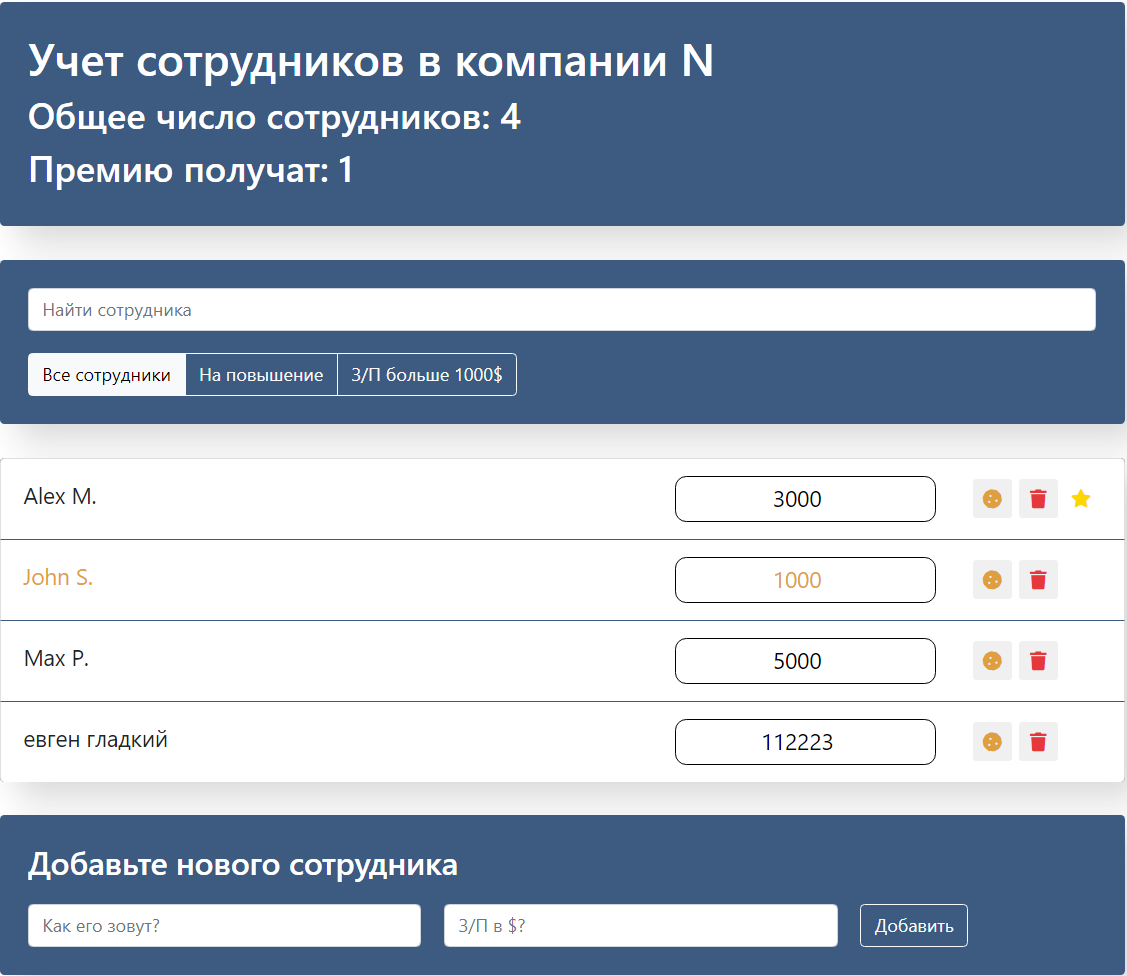 Учет сотрудников в компании N
Общее число сотрудников: 4
Премию получат: 1
Найти сотрудника
Все сотрудники На повышение З/П больше 1000$
Alex M. 3000
John S. 1000
Max P. 5000
евген гладкий 112223
Добавьте нового сотрудника
Как его зовут? З/П в $? Добавить